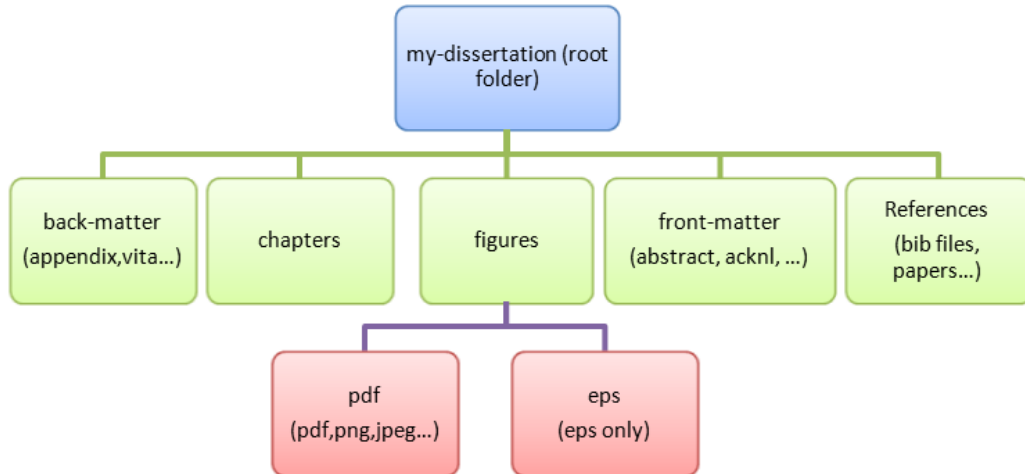 my-dissertation (root
folder)
back-matter
(appendix,vita...)
chapters
figures
front-matter
(abstract, acknl, ...)
References
(bib files,
papers...)
pdf
(pdf,png,jpeg...)
eps
(eps only)